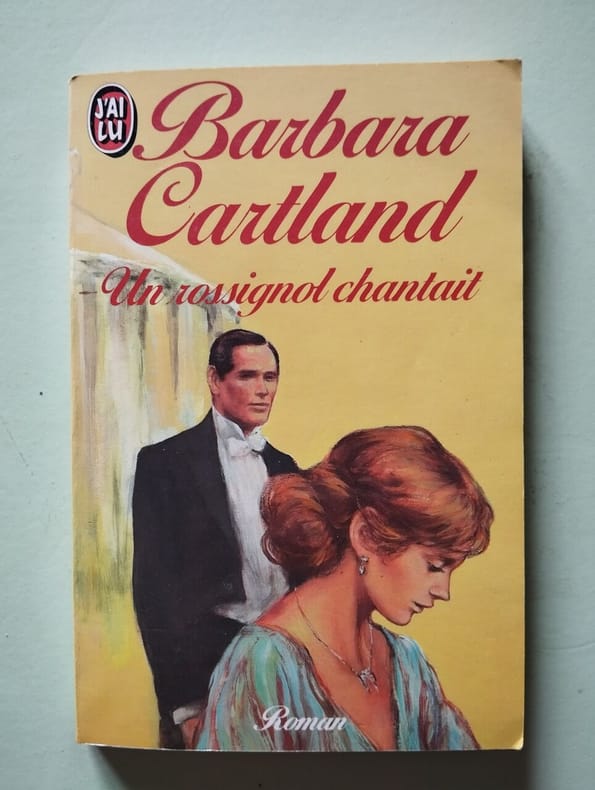 J'AI
LU
Barbara
Cartland
Un rossignol chantait
Roman